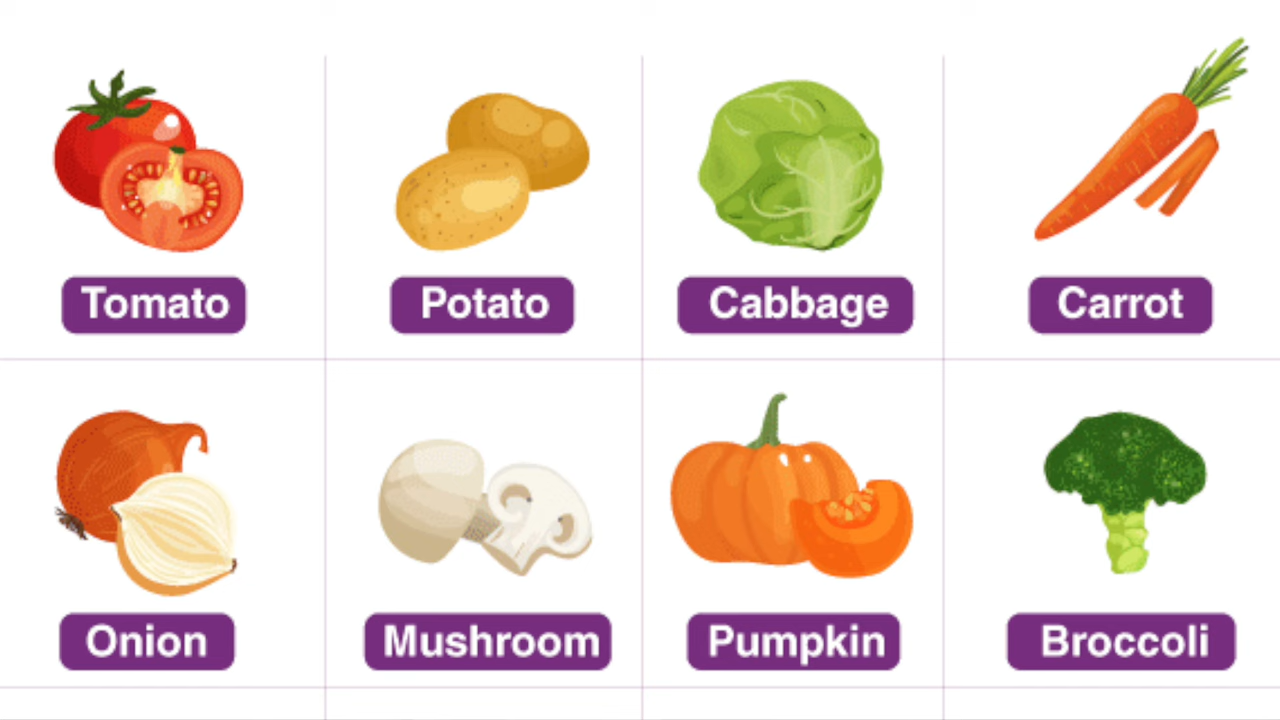 Tomato
Potato
Cabbage
Carrot
Onion
Mushroom
Pumpkin
Broccoli